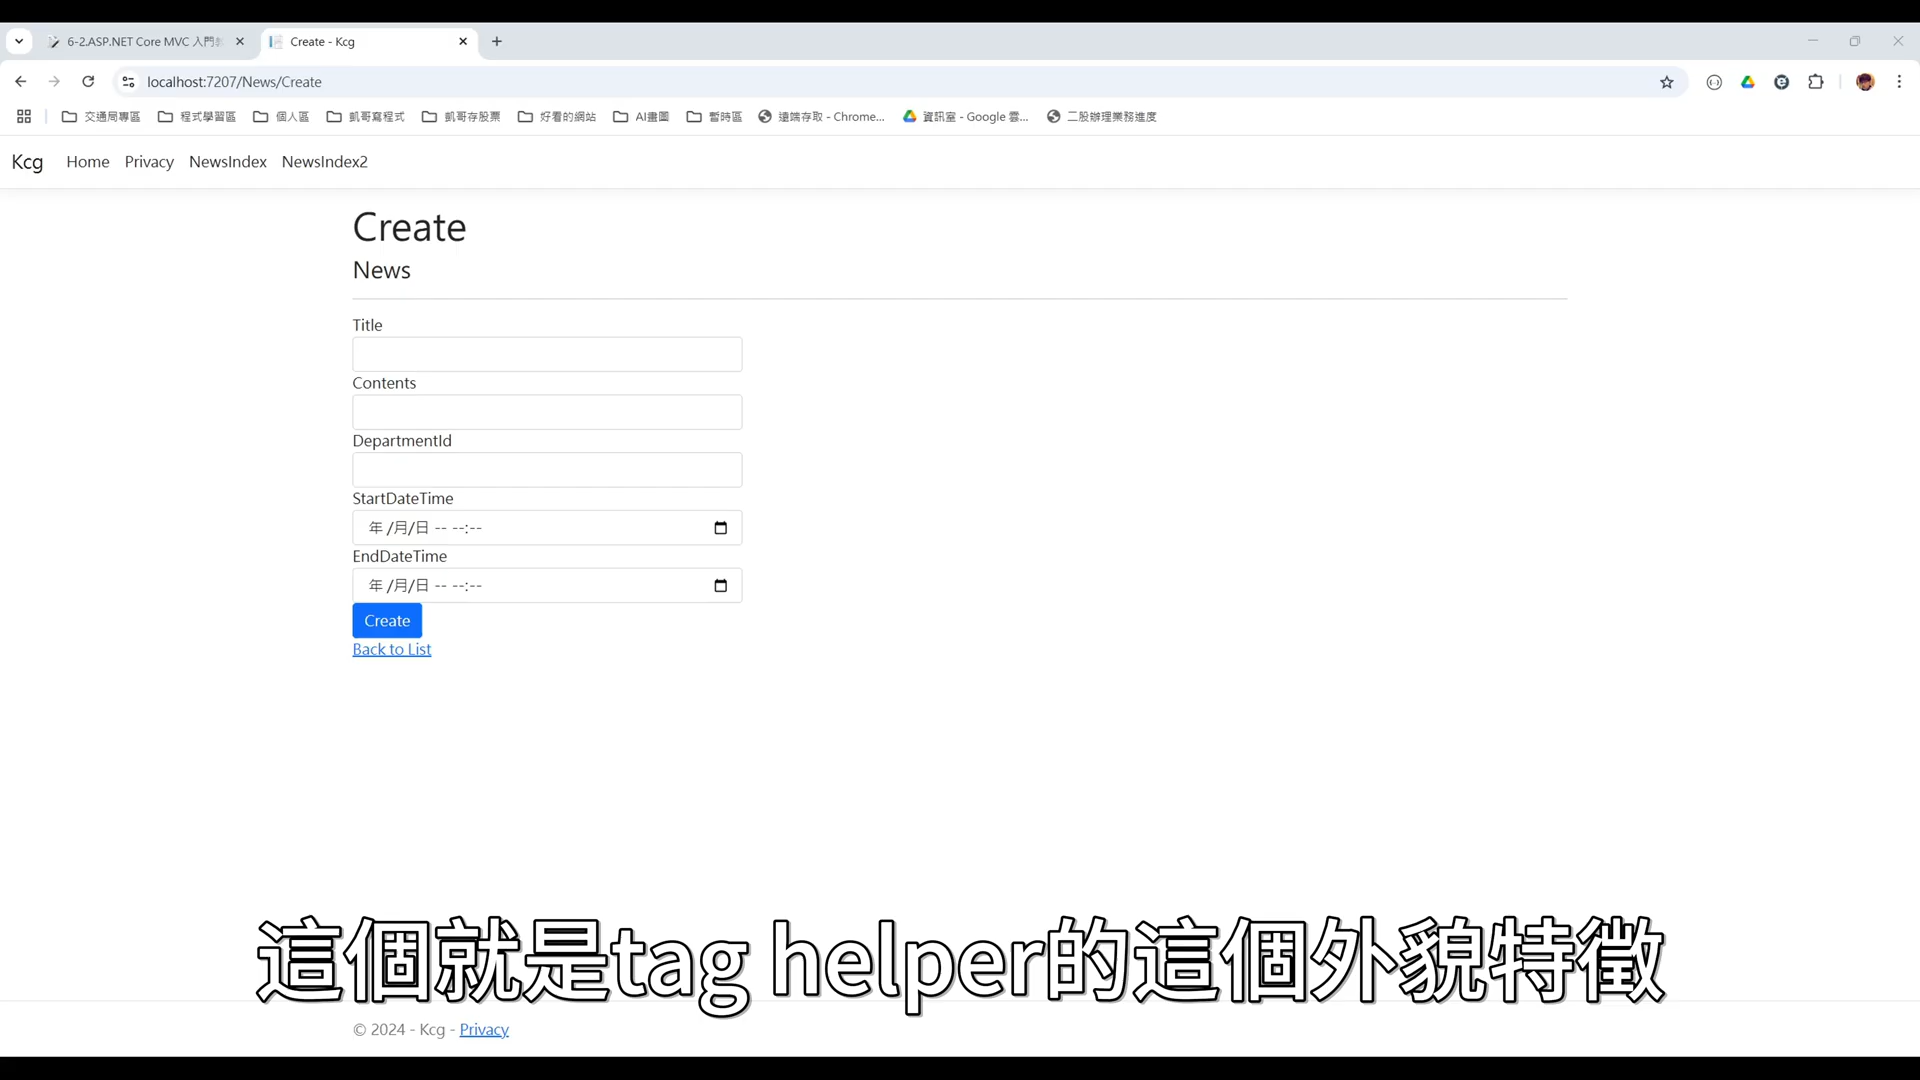 6-2.ASP.NET Core MVC 入門
Create - Kcg
localhost:7207/News/Create
交通局專區
程式學習區
個人區
凱哥寫程式
凱哥存股票
好看的網站
AI畫圖
暫時區
遠端存取 - Chrome...
資訊室 - Google 雲...
二股辦理業務進度
Kcg
Home
Privacy
NewsIndex
NewsIndex2
Create
News
Title
Contents
DepartmentId
StartDateTime
年 /月/日 -- --:--
EndDateTime
年 /月/日 -- --:--
Create
Back to List
這個就是tag helper的這個外貌特徵
© 2024 - Kcg - Privacy